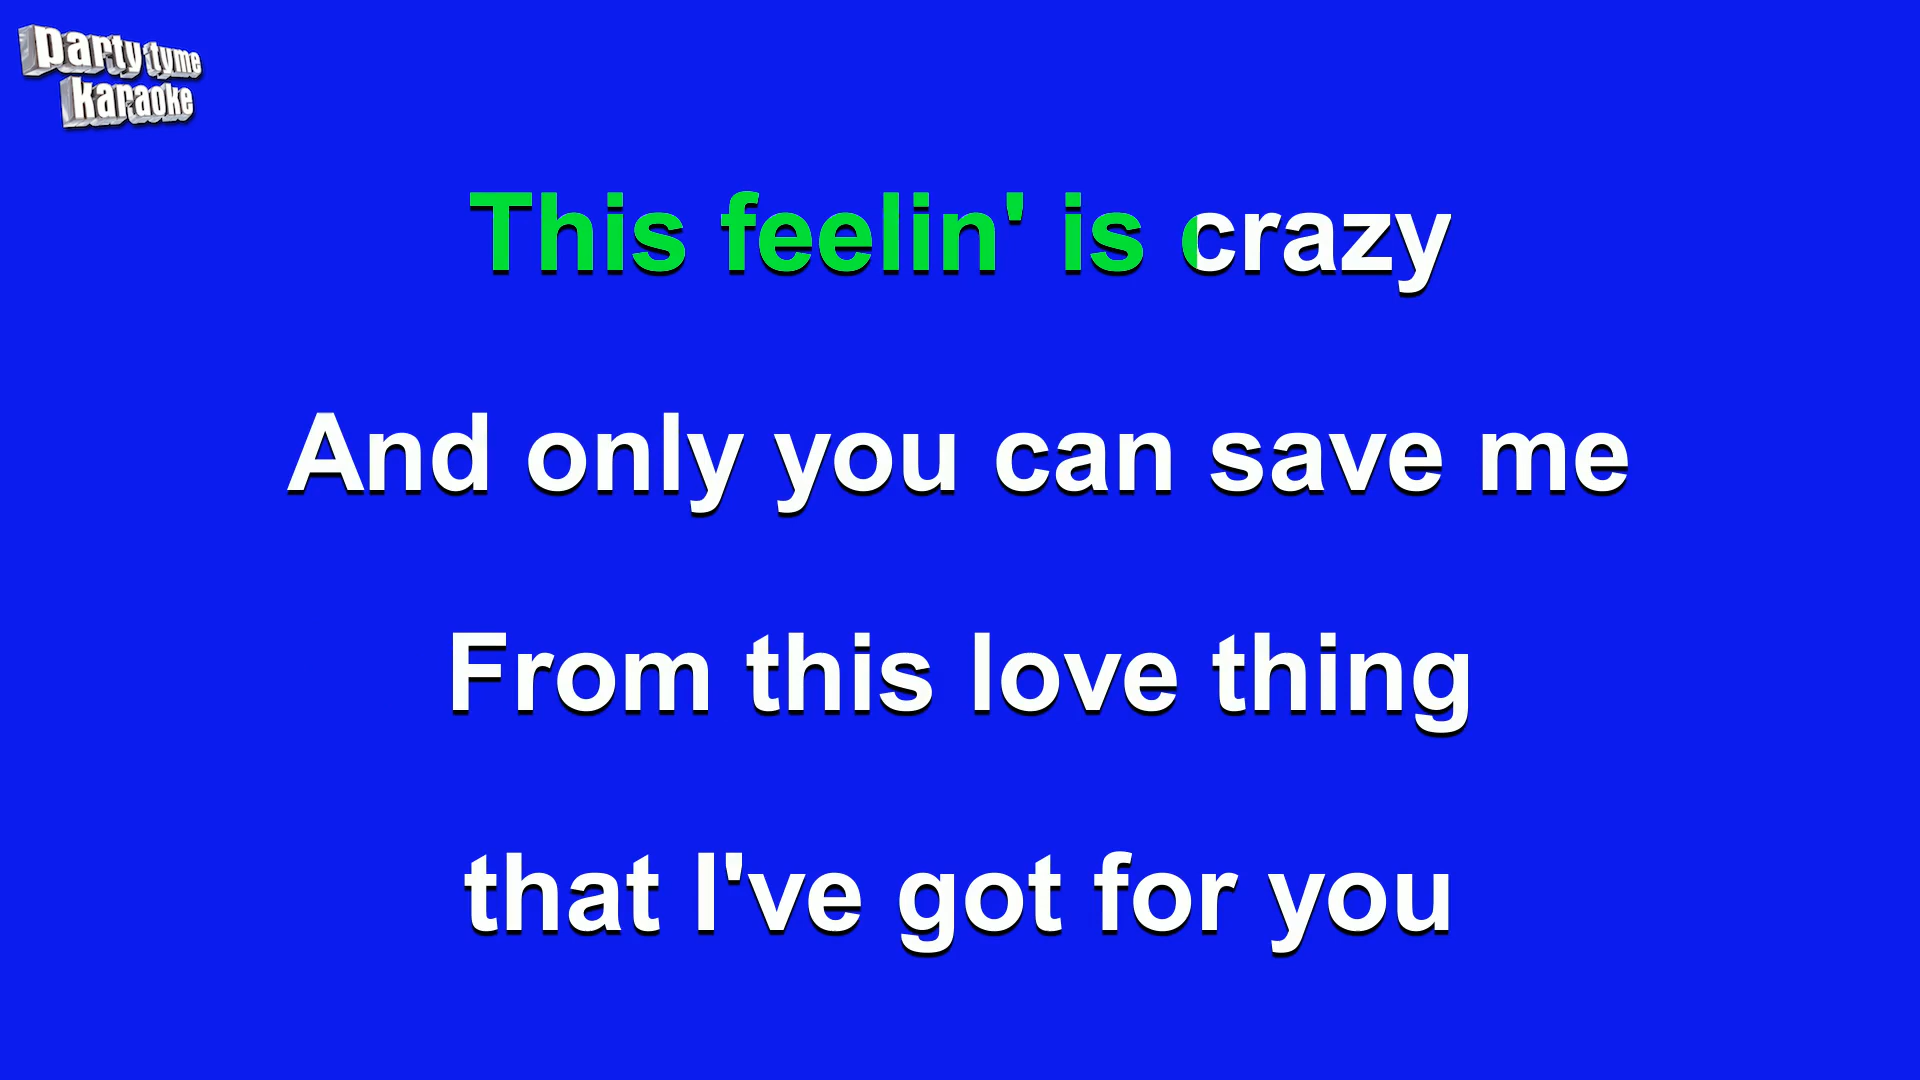 party tyme
karaoke
This feelin' is crazy
And only you can save me
From this love thing
that I've got for you